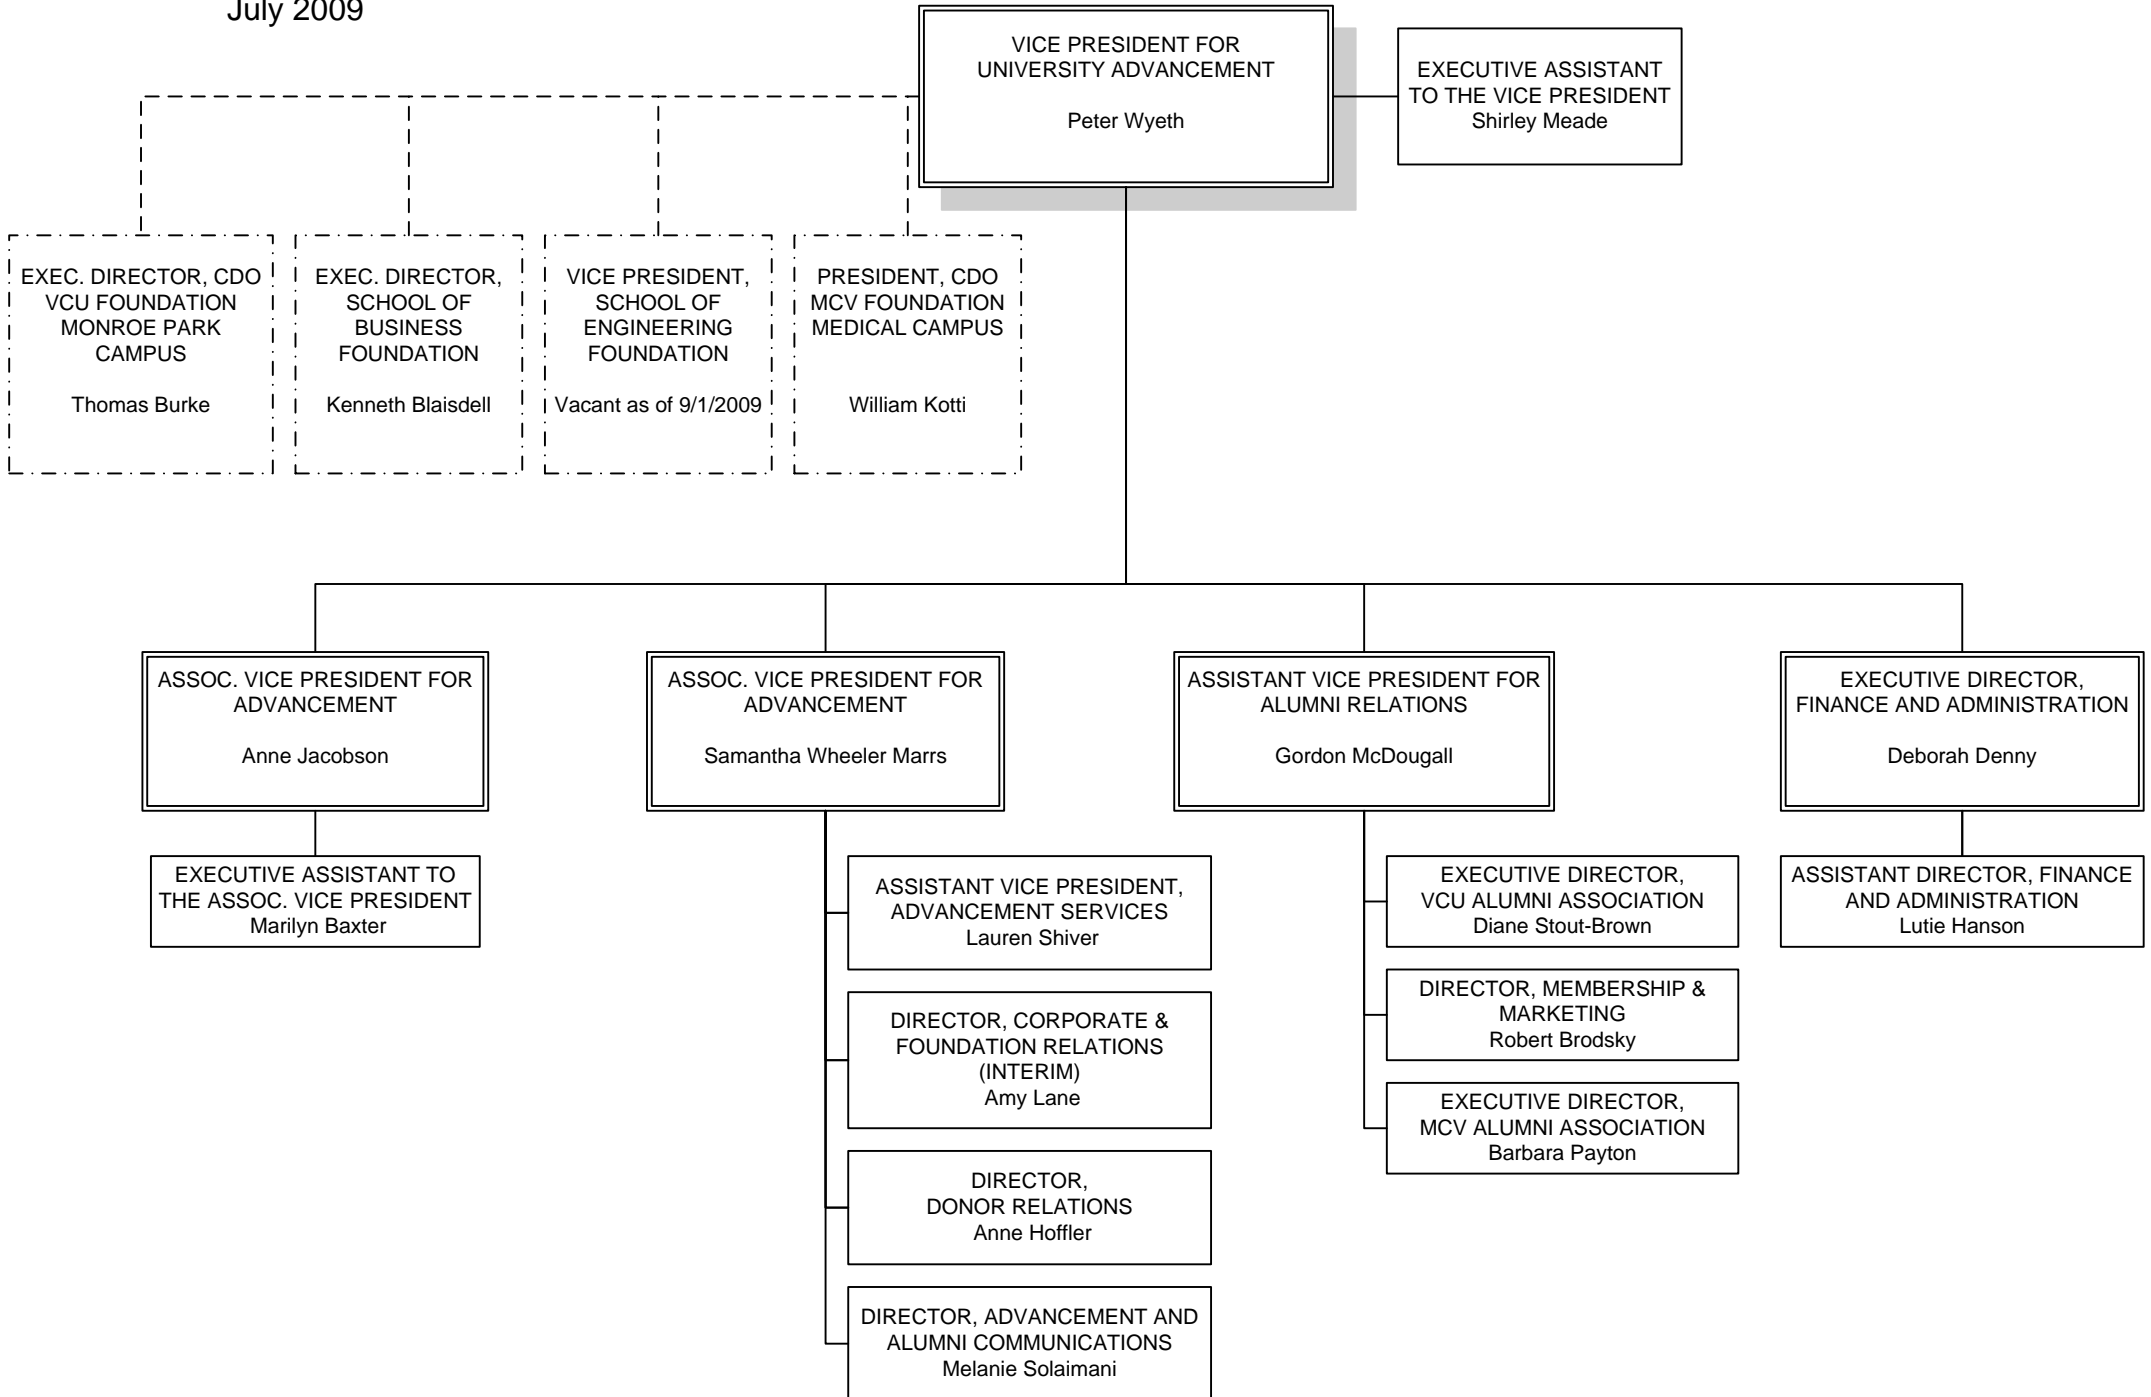 July 2009
VICE PRESIDENT FOR
UNIVERSITY ADVANCEMENT
Peter Wyeth
EXECUTIVE ASSISTANT
TO THE VICE PRESIDENT
Shirley Meade
EXEC. DIRECTOR, CDO
VCU FOUNDATION
MONROE PARK
CAMPUS
Thomas Burke
EXEC. DIRECTOR,
SCHOOL OF
BUSINESS
FOUNDATION
Kenneth Blaisdell
VICE PRESIDENT,
SCHOOL OF
ENGINEERING
FOUNDATION
Vacant as of 9/1/2009
PRESIDENT, CDO
MCV FOUNDATION
MEDICAL CAMPUS
William Kotti
ASSOC. VICE PRESIDENT FOR
ADVANCEMENT
Anne Jacobson
EXECUTIVE ASSISTANT TO
THE ASSOC. VICE PRESIDENT
Marilyn Baxter
ASSOC. VICE PRESIDENT FOR
ADVANCEMENT
Samantha Wheeler Marrs
ASSISTANT VICE PRESIDENT,
ADVANCEMENT SERVICES
Lauren Shiver
DIRECTOR, CORPORATE &
FOUNDATION RELATIONS
(INTERIM)
Amy Lane
DIRECTOR,
DONOR RELATIONS
Anne Hoffler
DIRECTOR, ADVANCEMENT AND
ALUMNI COMMUNICATIONS
Melanie Solaimani
ASSISTANT VICE PRESIDENT FOR
ALUMNI RELATIONS
Gordon McDougall
EXECUTIVE DIRECTOR,
VCU ALUMNI ASSOCIATION
Diane Stout-Brown
DIRECTOR, MEMBERSHIP &
MARKETING
Robert Brodsky
EXECUTIVE DIRECTOR,
MCV ALUMNI ASSOCIATION
Barbara Payton
EXECUTIVE DIRECTOR,
FINANCE AND ADMINISTRATION
Deborah Denny
ASSISTANT DIRECTOR, FINANCE
AND ADMINISTRATION
Lutie Hanson